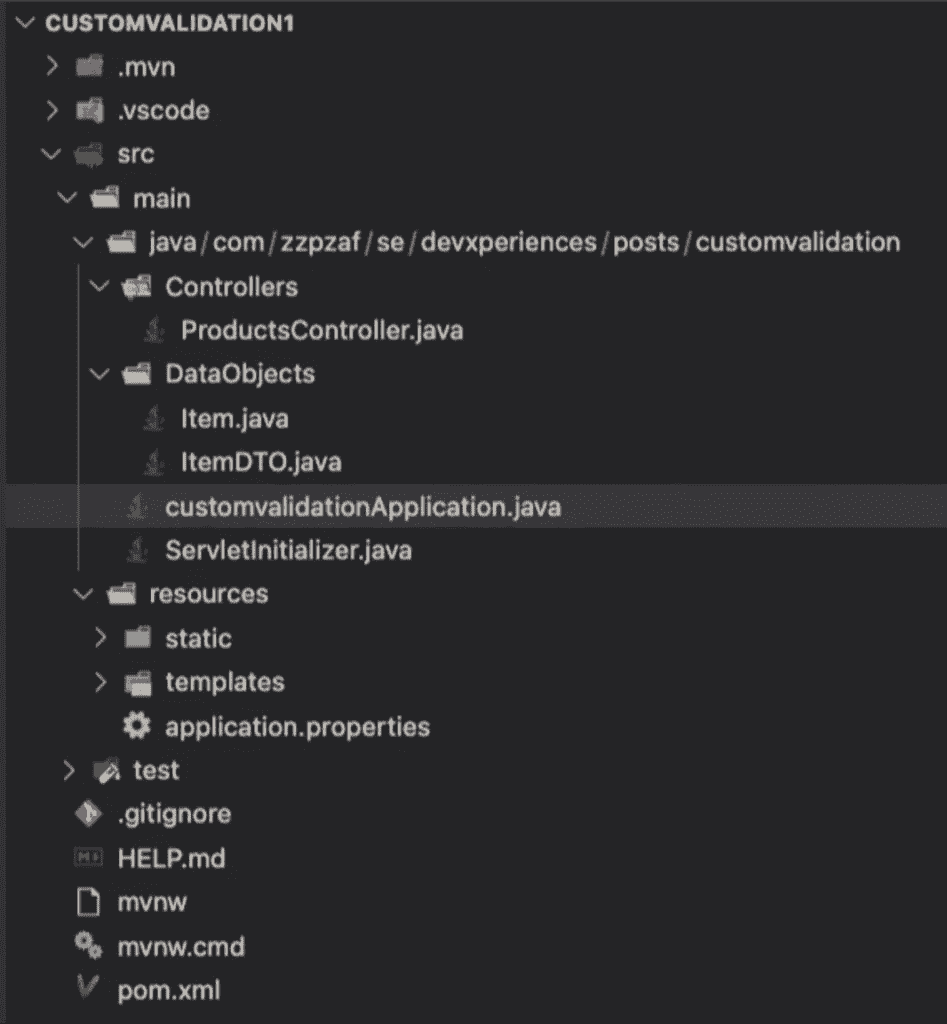 CUSTOMVALIDATION1
.mvn
.vscode
src
main
java/com/zzpzaf/se/devxperiences/posts/customvalidation
Controllers
ProductsController.java
DataObjects
Item.java
ItemDTO.java
customvalidationApplication.java
ServletInitializer.java
resources
static
templates
application.properties
test
.gitignore
HELP.md
mvnw
mvnw.cmd
pom.xml